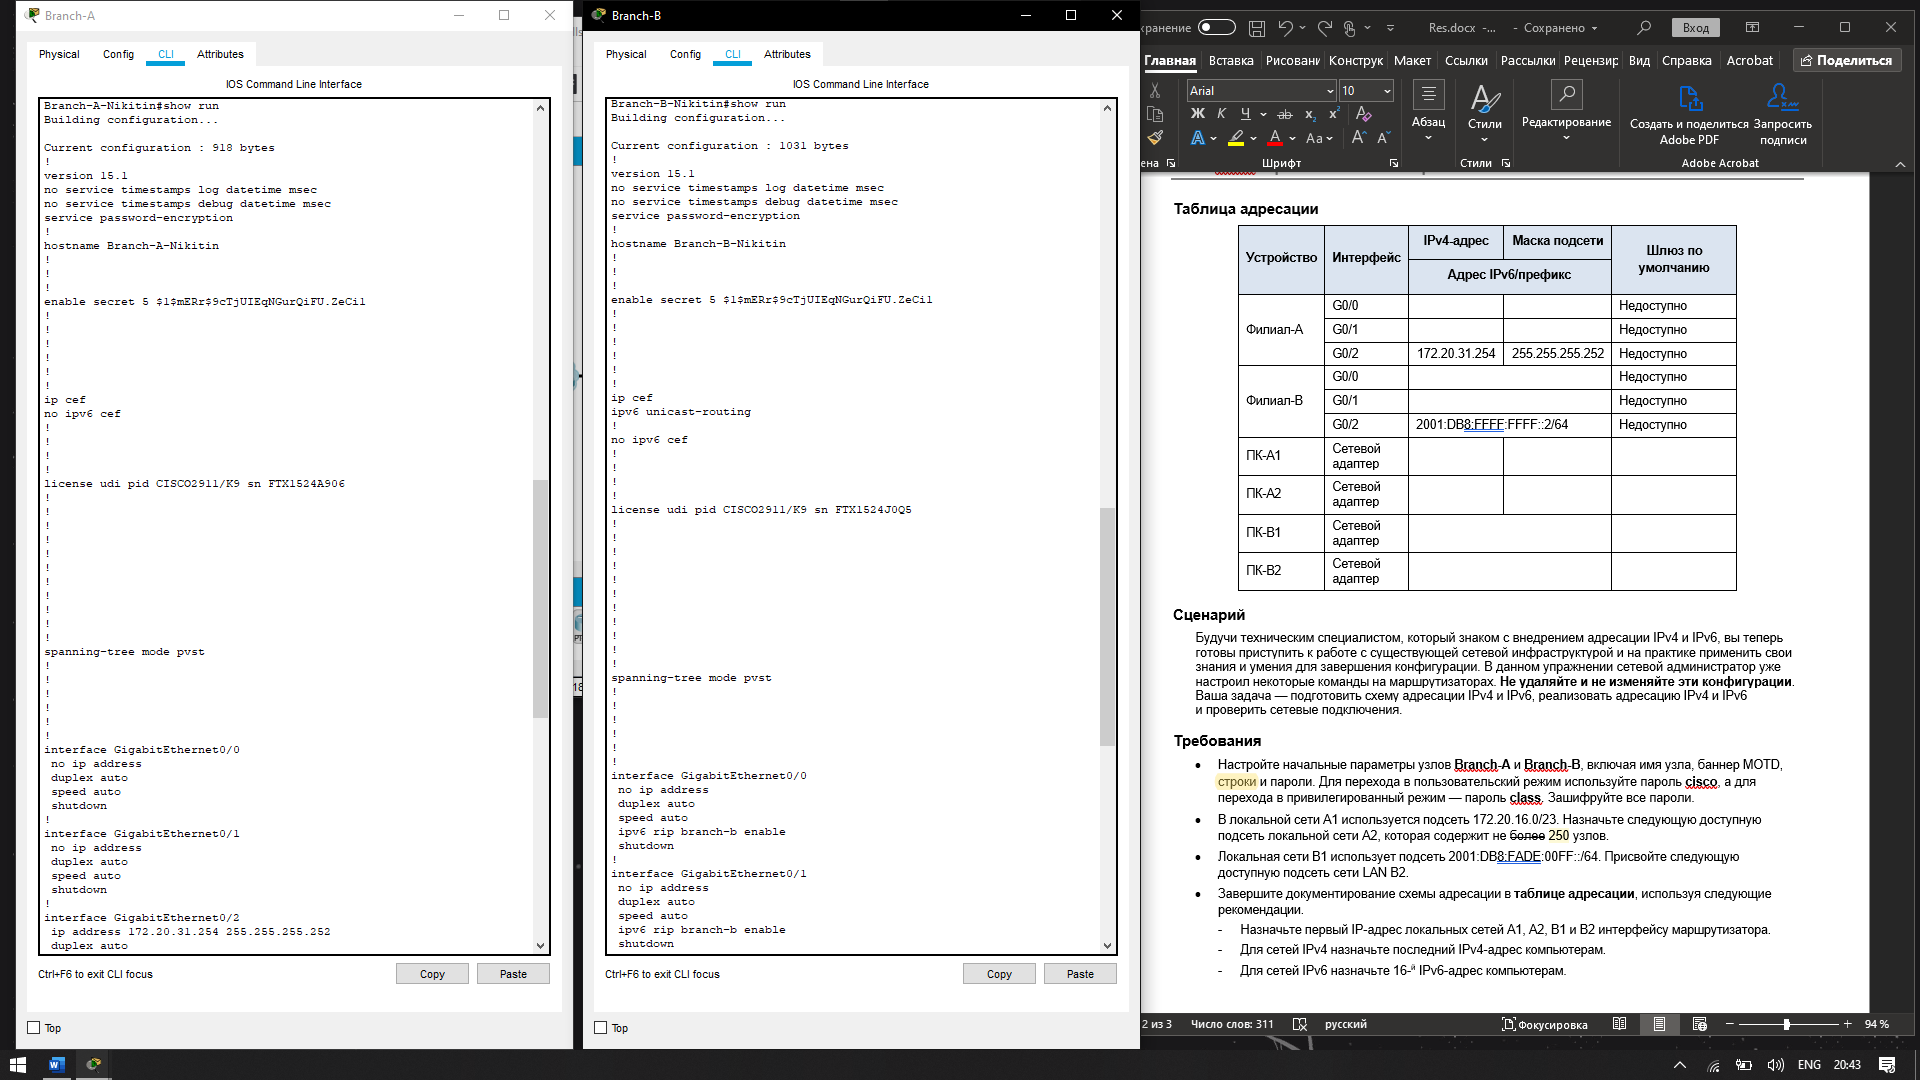 Branch-A
Physical
Config
CLI
Attributes
IOS Command Line Interface
Branch-A-Nikitin#show run
Building configuration...
Current configuration : 918 bytes
!
version 15.1
no service timestamps log datetime msec
no service timestamps debug datetime msec
service password-encryption
!
hostname Branch-A-Nikitin
!
!
!
enable secret 5 $1$mERr$9cTjUIEqNGurQiFU.ZeCi1
!
!
!
!
!
!
ip cef
no ipv6 cef
!
!
!
!
license udi pid CISCO2911/K9 sn FTX1524A906
!
!
!
!
!
!
!
!
!
!
!
spanning-tree mode pvst
!
!
!
!
!
!
interface GigabitEthernet0/0
no ip address
duplex auto
speed auto
shutdown
!
interface GigabitEthernet0/1
no ip address
duplex auto
speed auto
shutdown
!
interface GigabitEthernet0/2
ip address 172.20.31.254 255.255.255.252
duplex auto
Ctrl+F6 to exit CLI focus
Copy
Paste
Top
Branch-B
Physical
Config
CLI
Attributes
IOS Command Line Interface
Branch-B-Nikitin#show run
Building configuration...
Current configuration : 1031 bytes
!
version 15.1
no service timestamps log datetime msec
no service timestamps debug datetime msec
service password-encryption
!
hostname Branch-B-Nikitin
!
!
!
enable secret 5 $1$mERr$9cTjUIEqNGurQiFU.ZeCi1
!
!
!
!
!
!
ip cef
ipv6 unicast-routing
!
no ipv6 cef
!
!
!
!
license udi pid CISCO2911/K9 sn FTX1524J0Q5
!
!
!
!
!
!
!
!
!
!
!
spanning-tree mode pvst
!
!
!
!
!
!
interface GigabitEthernet0/0
no ip address
duplex auto
speed auto
ipv6 rip branch-b enable
shutdown
!
interface GigabitEthernet0/1
no ip address
duplex auto
speed auto
ipv6 rip branch-b enable
shutdown
Ctrl+F6 to exit CLI focus
Copy
Paste
Top
хранение
Res.docx -... - Сохранено
Вход
Главная Вставка Рисовани Конструк Макет Ссылки Рассылки Рецензир Вид Справка Acrobat Поделиться
Arial 10
Ж К Ч ab x₂ x² A
A A Aa A A
Абзац
Стили
Редактирование
Создать и поделиться Adobe PDF
Запросить подписи
ена Шрифт Стили Adobe Acrobat
Таблица адресации
Устройство Интерфейс IPv4-адрес Маска подсети Шлюз по умолчанию
Адрес IPv6/префикс
Филиал-А G0/0 Недоступно
G0/1 Недоступно
G0/2 172.20.31.254 255.255.255.252 Недоступно
Филиал-В G0/0 Недоступно
G0/1 Недоступно
G0/2 2001:DB8:FFFF:FFFF::2/64 Недоступно
ПК-А1 Сетевой адаптер
ПК-А2 Сетевой адаптер
ПК-В1 Сетевой адаптер
ПК-В2 Сетевой адаптер
Сценарий
Будучи техническим специалистом, который знаком с внедрением адресации IPv4 и IPv6, вы теперь
готовы приступить к работе с существующей сетевой инфраструктурой и на практике применить свои
знания и умения для завершения конфигурации. В данном упражнении сетевой администратор уже
настроил некоторые команды на маршрутизаторах. Не удаляйте и не изменяйте эти конфигурации.
Ваша задача — подготовить схему адресации IPv4 и IPv6, реализовать адресацию IPv4 и IPv6
и проверить сетевые подключения.
Требования
• Настройте начальные параметры узлов Branch-A и Branch-B, включая имя узла, баннер MOTD,
строки и пароли. Для перехода в пользовательский режим используйте пароль cisco, а для
перехода в привилегированный режим — пароль class. Зашифруйте все пароли.
• В локальной сети А1 используется подсеть 172.20.16.0/23. Назначьте следующую доступную
подсеть локальной сети А2, которая содержит не более 250 узлов.
• Локальная сети В1 использует подсеть 2001:DB8:FADE:00FF::/64. Присвойте следующую
доступную подсеть сети LAN B2.
• Завершите документирование схемы адресации в таблице адресации, используя следующие
рекомендации.
- Назначьте первый IP-адрес локальных сетей А1, А2, В1 и В2 интерфейсу маршрутизатора.
- Для сетей IPv4 назначьте последний IPv4-адрес компьютерам.
- Для сетей IPv6 назначьте 16-й IPv6-адрес компьютерам.
2 из 3 Число слов: 311 русский Фокусировка 94 %
ENG 20:43